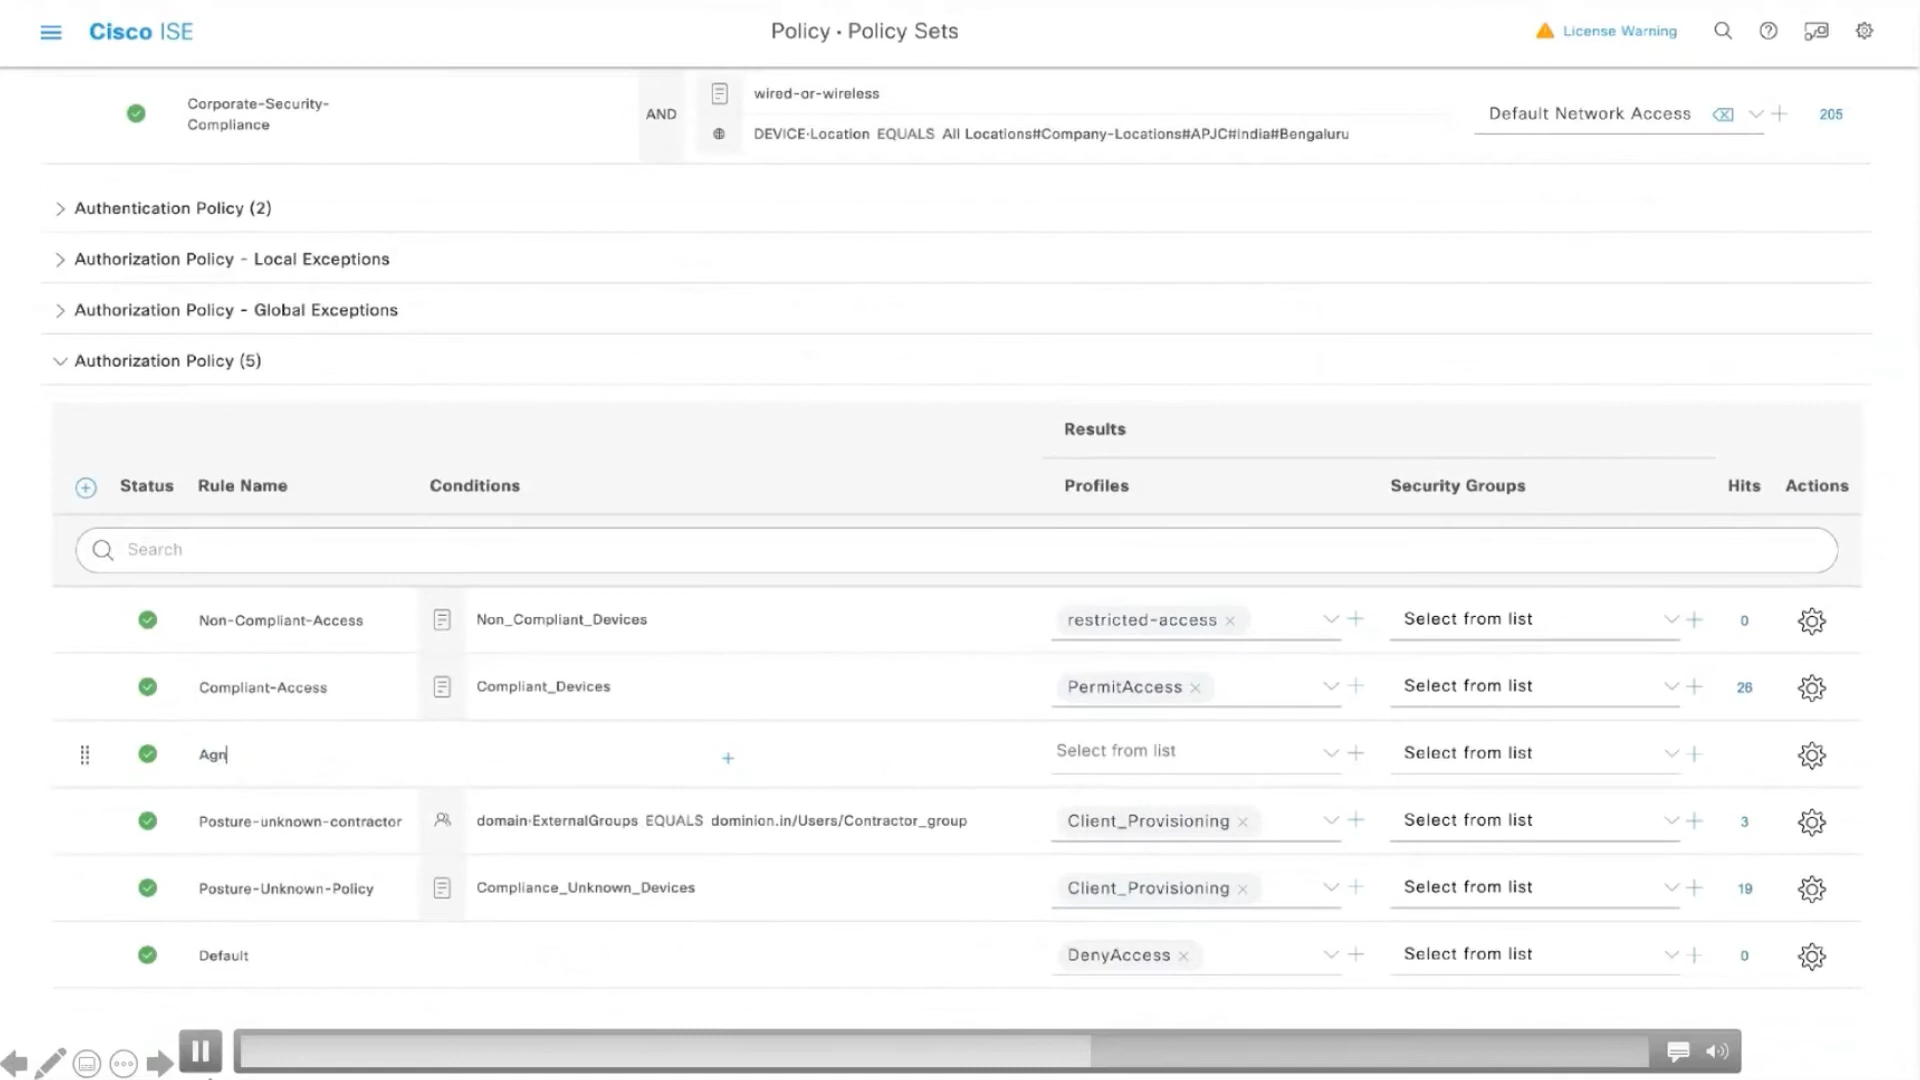 Cisco ISE
Policy · Policy Sets
License Warning
Corporate-Security-
Compliance
AND
wired-or-wireless
DEVICE·Location EQUALS All Locations#Company-Locations#APJC#India#Bengaluru
Default Network Access
205
Authentication Policy (2)
Authorization Policy - Local Exceptions
Authorization Policy - Global Exceptions
Authorization Policy (5)
Results
Status Rule Name Conditions Profiles Security Groups Hits Actions
Search
Non-Compliant-Access Non_Compliant_Devices restricted-access Select from list 0
Compliant-Access Compliant_Devices PermitAccess Select from list 26
Agn Select from list Select from list
Posture-unknown-contractor domain·ExternalGroups EQUALS dominion.in/Users/Contractor_group Client_Provisioning Select from list 3
Posture-Unknown-Policy Compliance_Unknown_Devices Client_Provisioning Select from list 19
Default DenyAccess Select from list 0